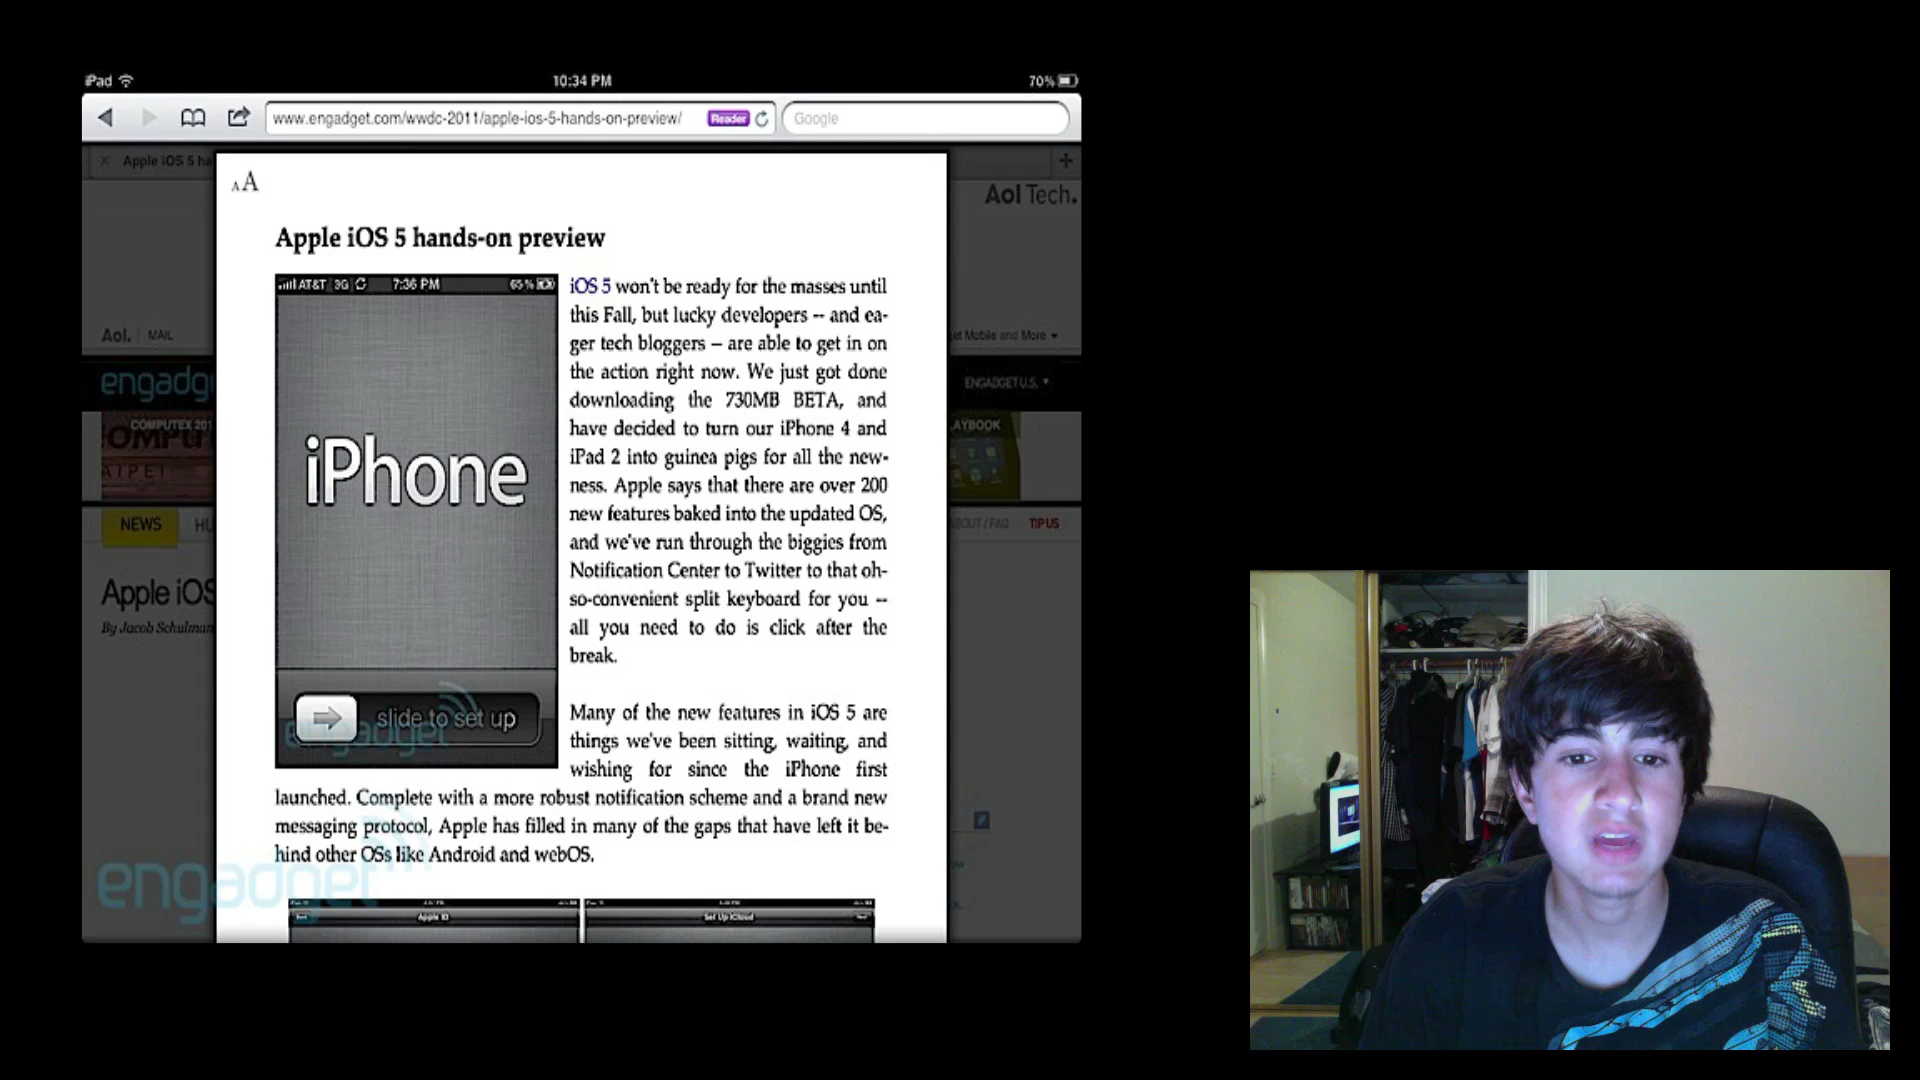 iPad
10:34 PM
70%
www.engadget.com/wwdc-2011/apple-ios-5-hands-on-preview/
Reader
Google
Apple iOS 5 ha
Aol Tech.
AA
Apple iOS 5 hands-on preview
AT&T 3G 7:36 PM 65%
iPhone
slide to set up
engadget
iOS 5 won't be ready for the masses until
this Fall, but lucky developers -- and ea-
ger tech bloggers -- are able to get in on
the action right now. We just got done
downloading the 730MB BETA, and
have decided to turn our iPhone 4 and
iPad 2 into guinea pigs for all the new-
ness. Apple says that there are over 200
new features baked into the updated OS,
and we've run through the biggies from
Notification Center to Twitter to that oh-
so-convenient split keyboard for you --
all you need to do is click after the
break.
Many of the new features in iOS 5 are
things we've been sitting, waiting, and
wishing for since the iPhone first
launched. Complete with a more robust notification scheme and a brand new
messaging protocol, Apple has filled in many of the gaps that have left it be-
hind other OSs like Android and webOS.
Apple ID
Set Up iCloud
Aol. MAIL
et Mobile and More
engadg
ENGADGET U.S.
COMPUTEX 201
AIPEI
AYBOOK
NEWS
HU
ABOUT / FAQ
TIP US
Apple iOS
By Jacob Schulman
engadget